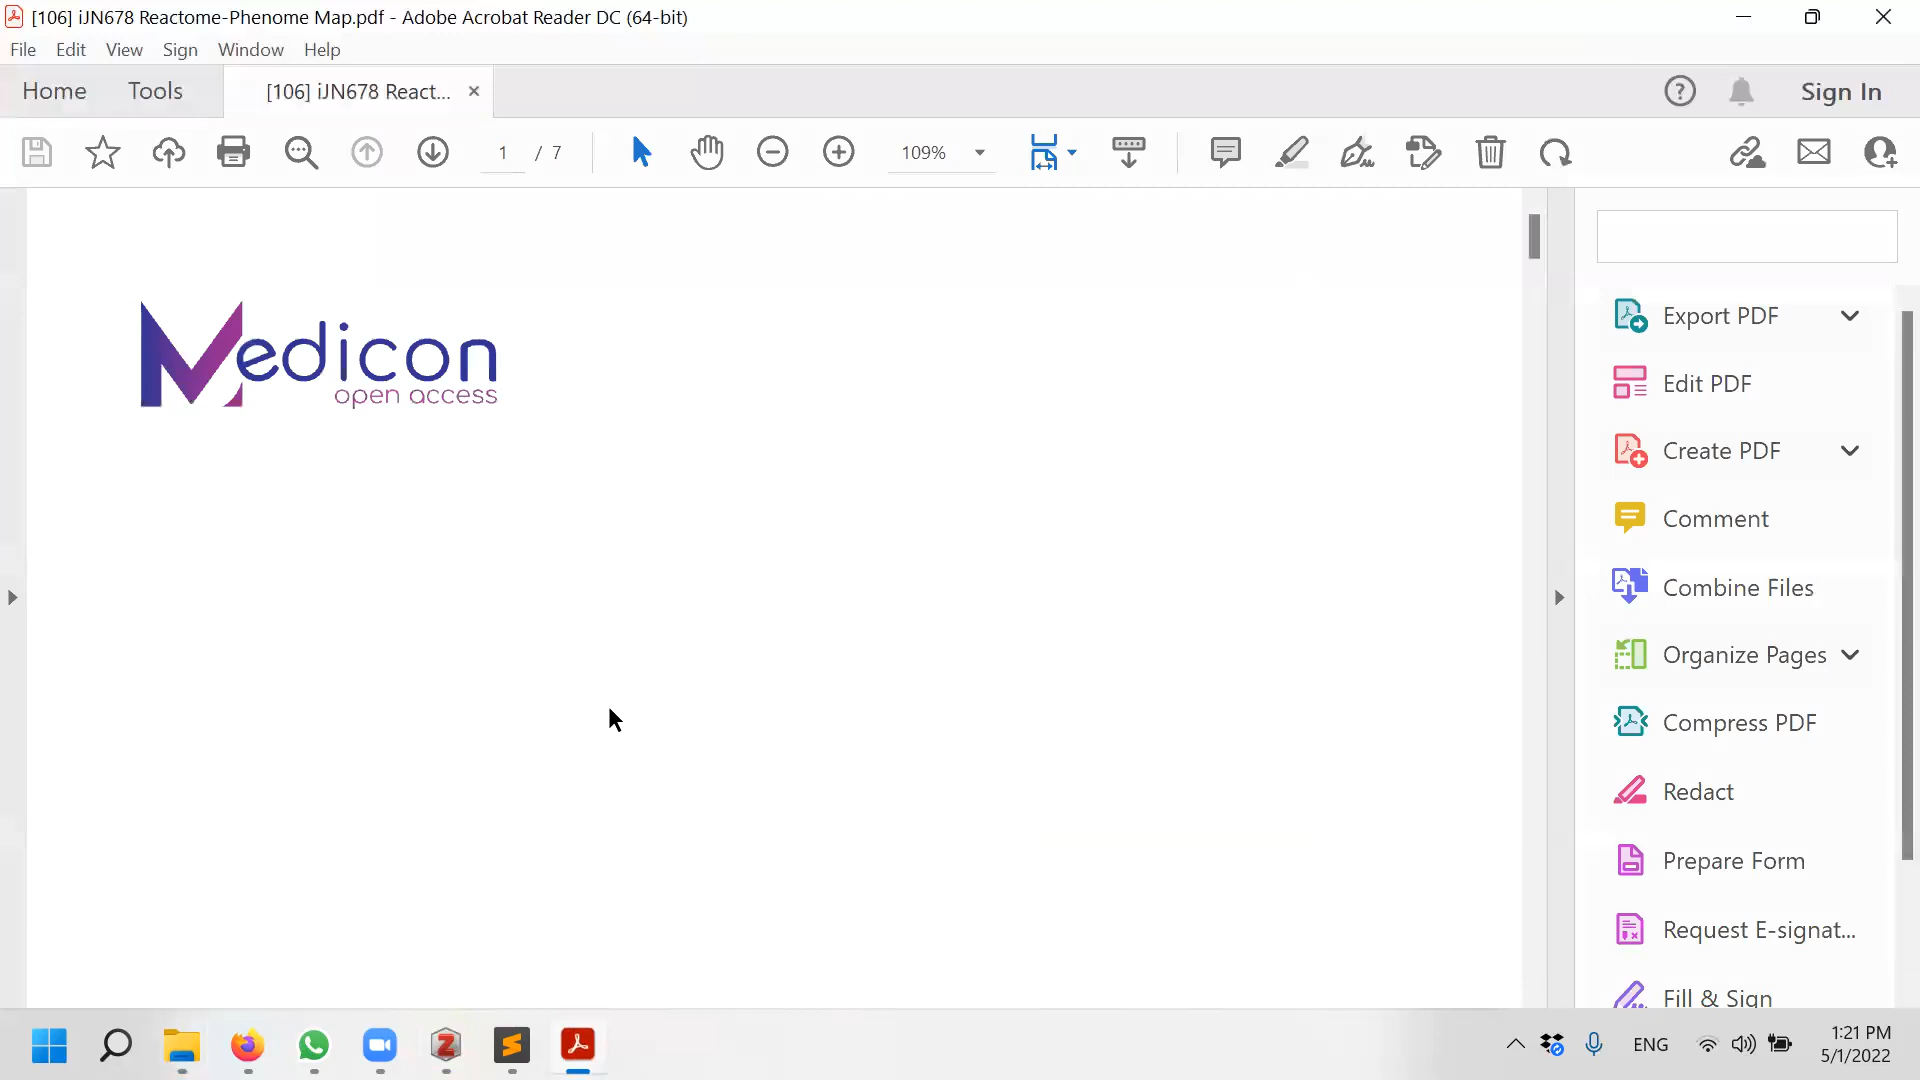 [106] iJN678 Reactome-Phenome Map.pdf - Adobe Acrobat Reader DC (64-bit)
File Edit View Sign Window Help
Home Tools [106] iJN678 React... × Sign In
1 / 7 109%
Medicon
open access
Export PDF
Edit PDF
Create PDF
Comment
Combine Files
Organize Pages
Compress PDF
Redact
Prepare Form
Request E-signat...
Fill & Sign
ENG
1:21 PM
5/1/2022